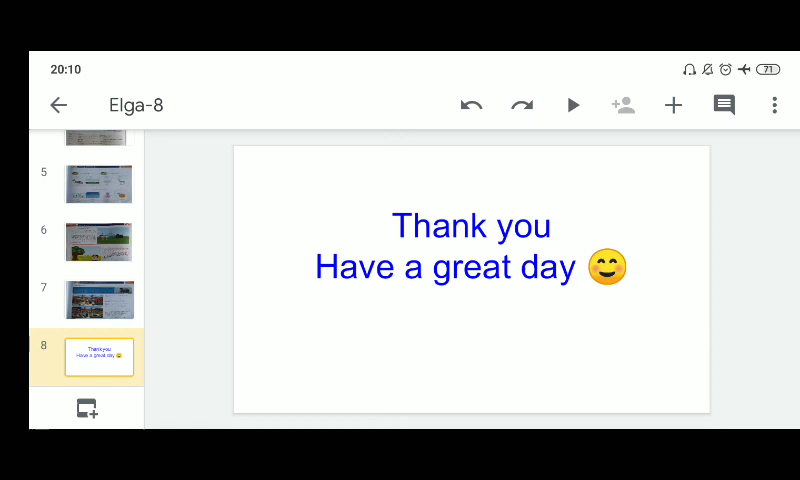 20:10
71
Elga-8
5
6
7
8
Thank you
Have a great day 😊
Thank you
Have a great day 😊